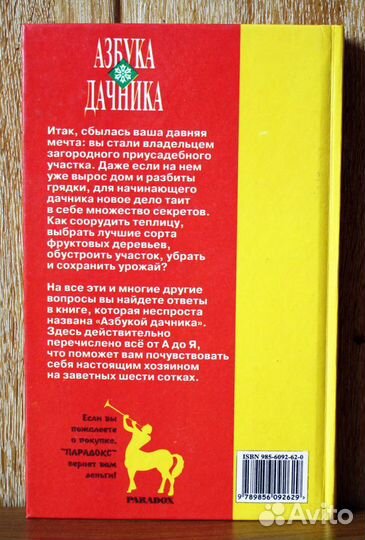 АЗБУКА
ДАЧНИКА
Итак, сбылась ваша давняя
мечта: вы стали владельцем
загородного приусадебного
участка. Даже если на нем
уже вырос дом и разбиты
грядки, для начинающего
дачника новое дело таит
в себе множество секретов.
Как соорудить теплицу,
выбрать лучшие сорта
фруктовых деревьев,
обустроить участок, убрать
и сохранить урожай?
На все эти и многие другие
вопросы вы найдете ответы
в книге, которая неспроста
названа «Азбукой дачника».
Здесь действительно
перечислено всё от А до Я,
что поможет вам почувствовать
себя настоящим хозяином
на заветных шести сотках.
Если вы
пожалеете
о покупке,
"ПАРАДОКС"
вернет вам
деньги!
PARADOX
ISBN 985-6092-62-0
9 789856 092629 >
Avito